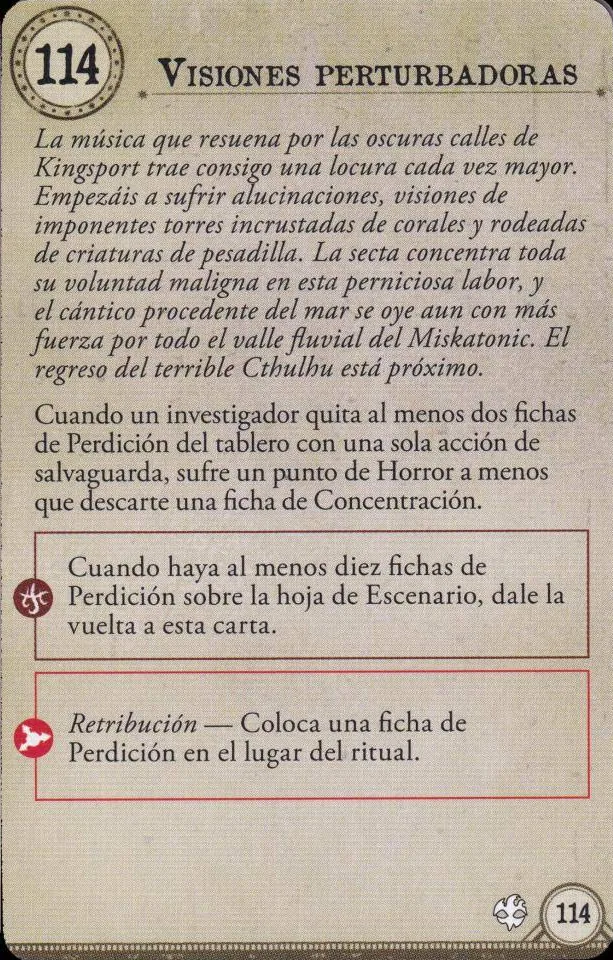 114
VISIONES PERTURBADORAS
La música que resuena por las oscuras calles de
Kingsport trae consigo una locura cada vez mayor.
Empezáis a sufrir alucinaciones, visiones de
imponentes torres incrustadas de corales y rodeadas
de criaturas de pesadilla. La secta concentra toda
su voluntad maligna en esta perniciosa labor, y
el cántico procedente del mar se oye aun con más
fuerza por todo el valle fluvial del Miskatonic. El
regreso del terrible Cthulhu está próximo.
Cuando un investigador quita al menos dos fichas
de Perdición del tablero con una sola acción de
salvaguarda, sufre un punto de Horror a menos
que descarte una ficha de Concentración.
Cuando haya al menos diez fichas de
Perdición sobre la hoja de Escenario, dale la
vuelta a esta carta.
Retribución — Coloca una ficha de
Perdición en el lugar del ritual.
114